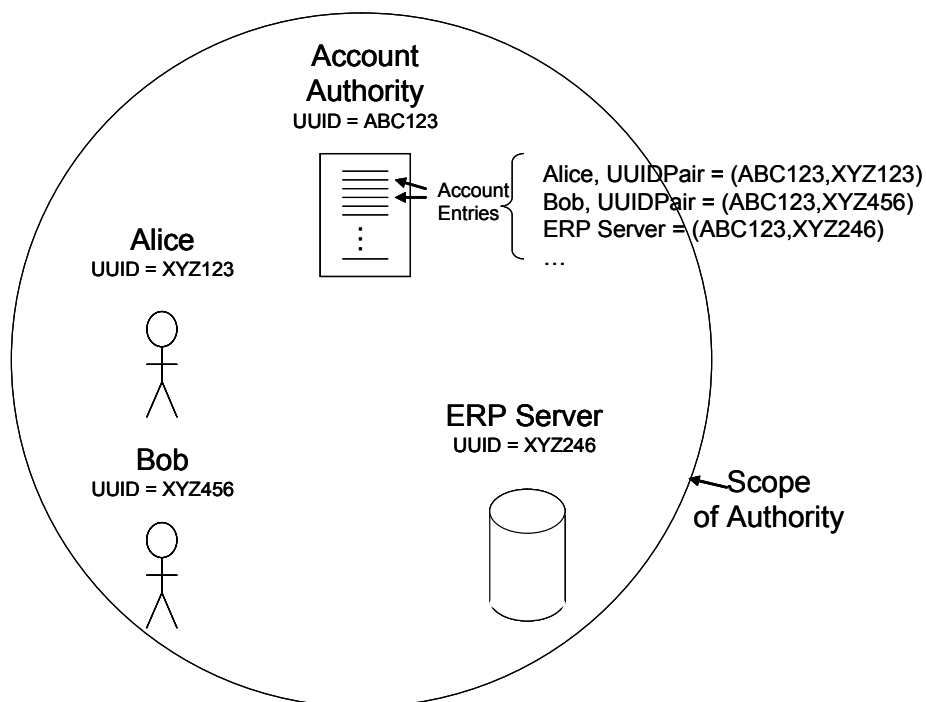 Account
Authority
UUID = ABC123
Account
Entries
Alice, UUIDPair = (ABC123,XYZ123)
Bob, UUIDPair = (ABC123,XYZ456)
ERP Server = (ABC123,XYZ246)
...
Alice
UUID = XYZ123
ERP Server
UUID = XYZ246
Bob
UUID = XYZ456
Scope
of Authority